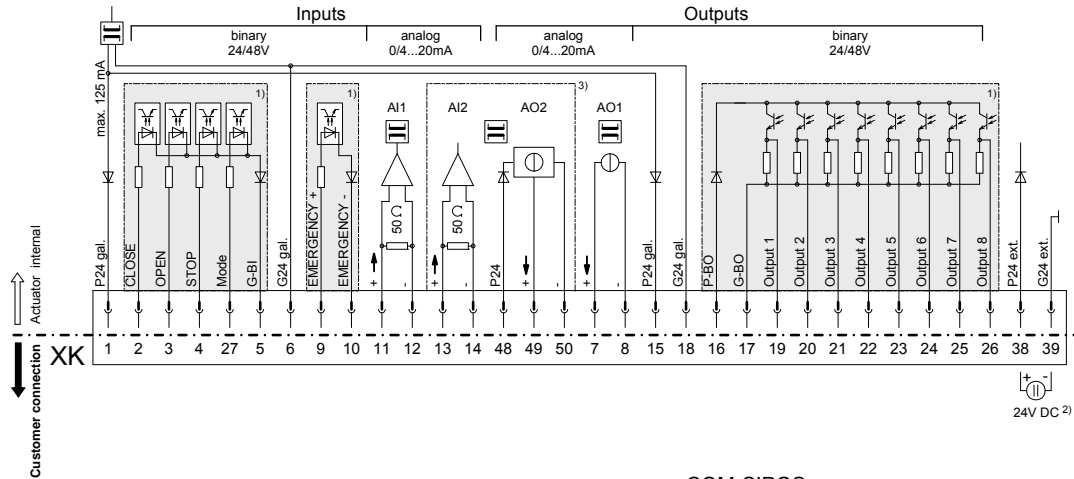 Inputs
Outputs
binary
24/48V
analog
0/4...20mA
analog
0/4...20mA
binary
24/48V
max. 125 mA
1)
1)
3)
1)
AI1
AI2
AO2
AO1
50 Ω
50 Ω
P24 gal.
CLOSE
OPEN
STOP
Mode
G-BI
G24 gal.
EMERGENCY +
EMERGENCY -
+
-
+
-
P24
+
-
+
-
P24 gal.
G24 gal.
P-BO
G-BO
Output 1
Output 2
Output 3
Output 4
Output 5
Output 6
Output 7
Output 8
P24 ext.
G24 ext.
Actuator internal
Customer connection
XK
1 2 3 4 27 5 6 9 10 11 12 13 14 48 49 50 7 8 15 18 16 17 19 20 21 22 23 24 25 26 38 39
+ -
24V DC 2)